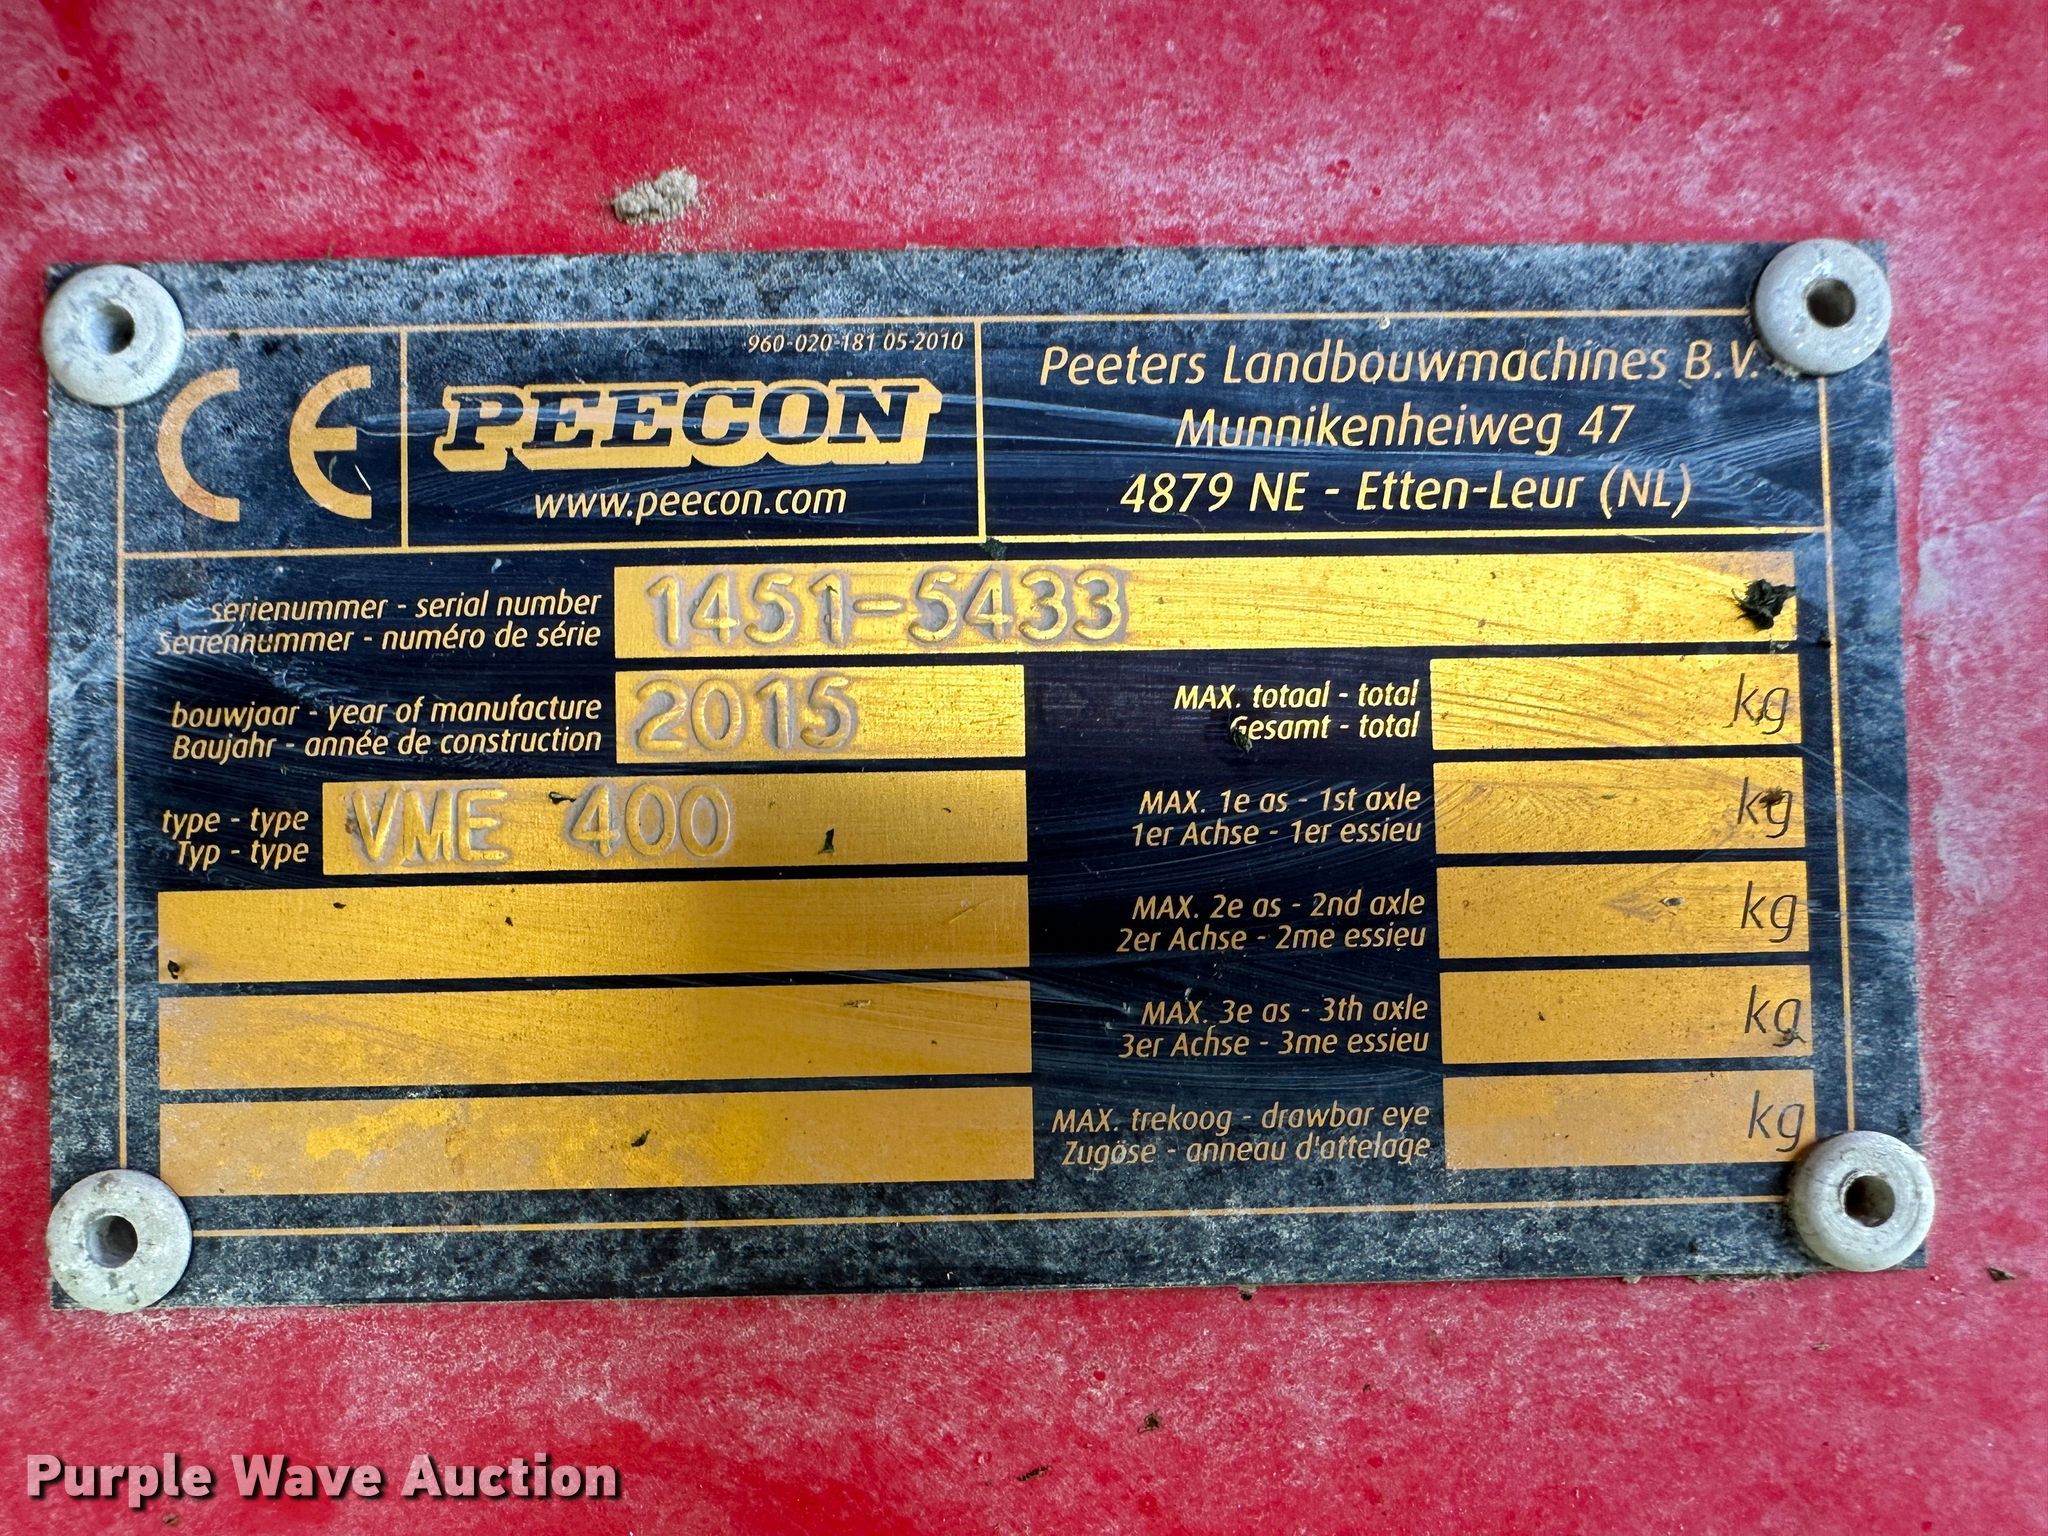 CE
960-020-181 05-2010
PEECON
www.peecon.com
Peeters Landbouwmachines B.V.
Munnikenheiweg 47
4879 NE - Etten-Leur (NL)
serienummer - serial number
Seriennummer - numéro de série
1451-5433
bouwjaar - year of manufacture
Baujahr - année de construction
2015
type - type
Typ - type
VME 400
MAX. totaal - total
Gesamt - total
kg
MAX. 1e as - 1st axle
1er Achse - 1er essieu
kg
MAX. 2e as - 2nd axle
2er Achse - 2me essieu
kg
MAX. 3e as - 3th axle
3er Achse - 3me essieu
kg
MAX. trekoog - drawbar eye
Zugöse - anneau d'attelage
kg
Purple Wave Auction